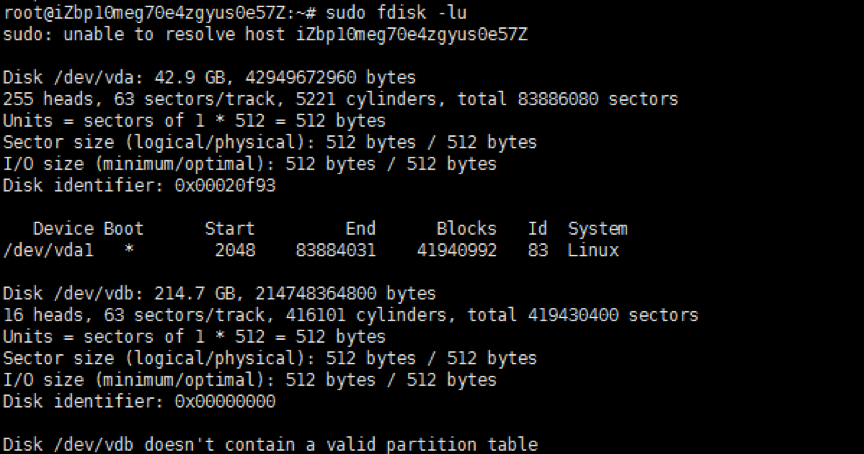 root@iZbp10meg70e4zgyus0e57Z:~# sudo fdisk -lu
sudo: unable to resolve host iZbp10meg70e4zgyus0e57Z
Disk /dev/vda: 42.9 GB, 42949672960 bytes
255 heads, 63 sectors/track, 5221 cylinders, total 83886080 sectors
Units = sectors of 1 * 512 = 512 bytes
Sector size (logical/physical): 512 bytes / 512 bytes
I/O size (minimum/optimal): 512 bytes / 512 bytes
Disk identifier: 0x00020f93
Device Boot Start End Blocks Id System
/dev/vda1 * 2048 83884031 41940992 83 Linux
Disk /dev/vdb: 214.7 GB, 214748364800 bytes
16 heads, 63 sectors/track, 416101 cylinders, total 419430400 sectors
Units = sectors of 1 * 512 = 512 bytes
Sector size (logical/physical): 512 bytes / 512 bytes
I/O size (minimum/optimal): 512 bytes / 512 bytes
Disk identifier: 0x00000000
Disk /dev/vdb doesn't contain a valid partition table